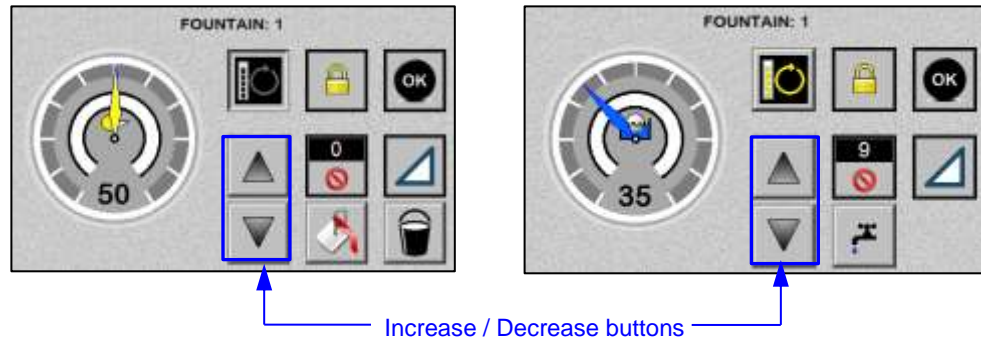 FOUNTAIN: 1
OK
0
50
FOUNTAIN: 1
OK
9
35
Increase / Decrease buttons